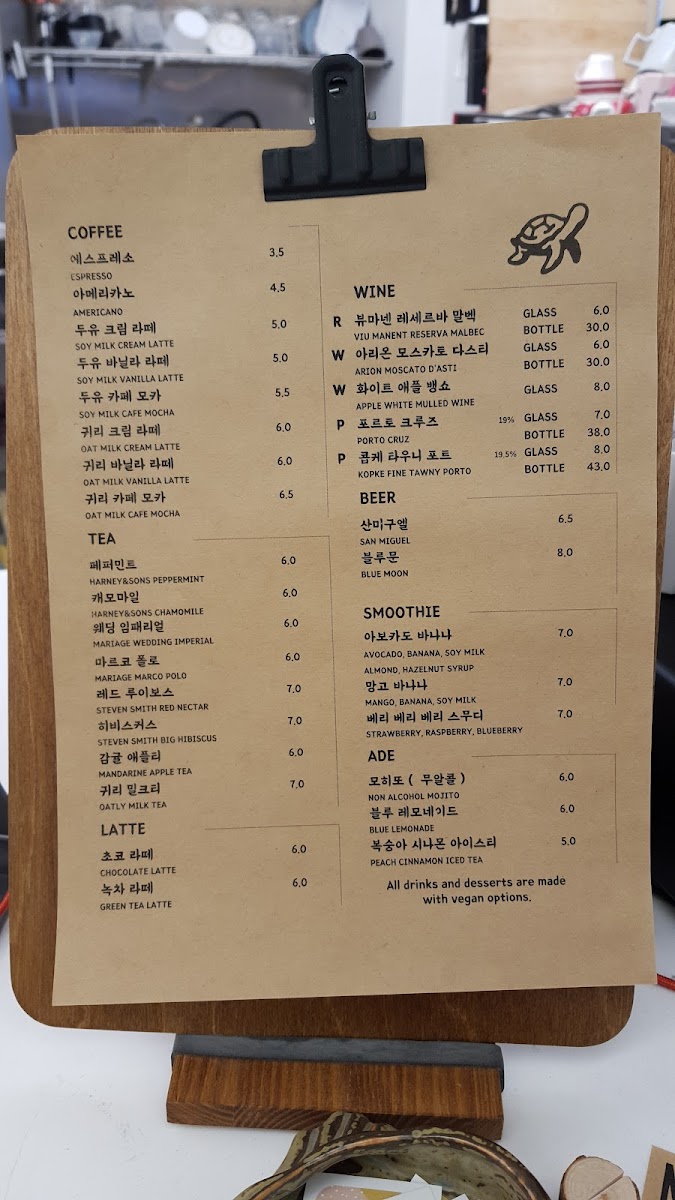 COFFEE
에스프레소 3.5
ESPRESSO
아메리카노 4.5
AMERICANO
두유 크림 라떼 5.0
SOY MILK CREAM LATTE
두유 바닐라 라떼 5.0
SOY MILK VANILLA LATTE
두유 카페 모카 5.5
SOY MILK CAFE MOCHA
귀리 크림 라떼 6.0
OAT MILK CREAM LATTE
귀리 바닐라 라떼 6.0
OAT MILK VANILLA LATTE
귀리 카페 모카 6.5
OAT MILK CAFE MOCHA
TEA
페퍼민트 6.0
HARNEY&SONS PEPPERMINT
캐모마일 6.0
HARNEY&SONS CHAMOMILE
웨딩 임패리얼 6.0
MARIAGE WEDDING IMPERIAL
마르코 폴로 6.0
MARIAGE MARCO POLO
레드 루이보스 7.0
STEVEN SMITH RED NECTAR
히비스커스 7.0
STEVEN SMITH BIG HIBISCUS
감귤 애플티 6.0
MANDARINE APPLE TEA
귀리 밀크티 7.0
OATLY MILK TEA
LATTE
초코 라떼 6.0
CHOCOLATE LATTE
녹차 라떼 6.0
GREEN TEA LATTE
WINE
R 뷰마넨 레세르바 말벡 GLASS 6.0
VIU MANENT RESERVA MALBEC BOTTLE 30.0
W 아리온 모스카토 다스티 GLASS 6.0
ARION MOSCATO D'ASTI BOTTLE 30.0
W 화이트 애플 뱅쇼 GLASS 8.0
APPLE WHITE MULLED WINE
P 포르토 크루즈 19% GLASS 7.0
PORTO CRUZ BOTTLE 38.0
P 콥케 타우니 포트 19.5% GLASS 8.0
KOPKE FINE TAWNY PORTO BOTTLE 43.0
BEER
산미구엘 6.5
SAN MIGUEL
블루문 8.0
BLUE MOON
SMOOTHIE
아보카도 바나나 7.0
AVOCADO, BANANA, SOY MILK
ALMOND, HAZELNUT SYRUP
망고 바나나 7.0
MANGO, BANANA, SOY MILK
베리 베리 베리 스무디 7.0
STRAWBERRY, RASPBERRY, BLUEBERRY
ADE
모히또 ( 무알콜 ) 6.0
NON ALCOHOL MOJITO
블루 레모네이드 6.0
BLUE LEMONADE
복숭아 시나몬 아이스티 5.0
PEACH CINNAMON ICED TEA
All drinks and desserts are made
with vegan options.